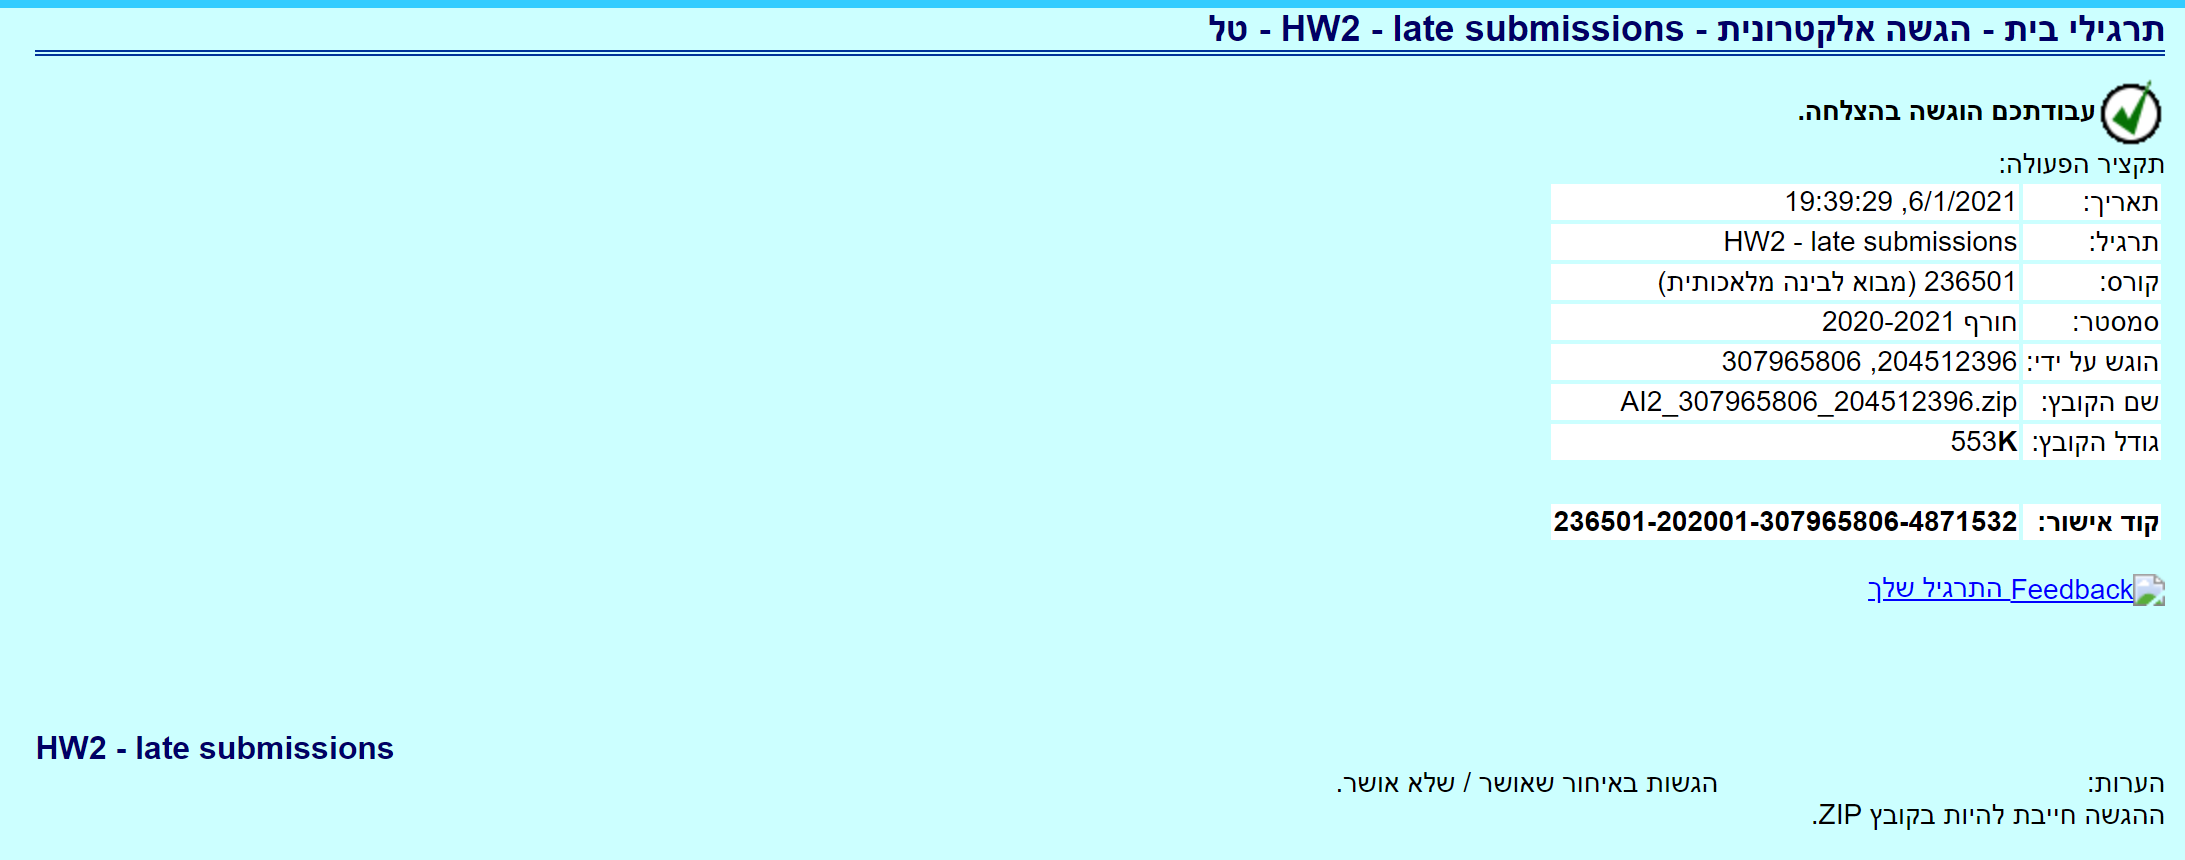 תרגילי בית - הגשה אלקטרונית - HW2 - late submissions - טל
עבודתכם הוגשה בהצלחה.
תקציר הפעולה:
תאריך: 6/1/2021, 19:39:29
תרגיל: HW2 - late submissions
קורס: 236501 (מבוא לבינה מלאכותית)
סמסטר: חורף 2020-2021
הוגש על ידי: 204512396, 307965806
שם הקובץ: AI2_307965806_204512396.zip
גודל הקובץ: 553K
קוד אישור: 236501-202001-307965806-4871532
Feedback התרגיל שלך
HW2 - late submissions
הערות: הגשות באיחור שאושר / שלא אושר.
ההגשה חייבת להיות בקובץ ZIP.